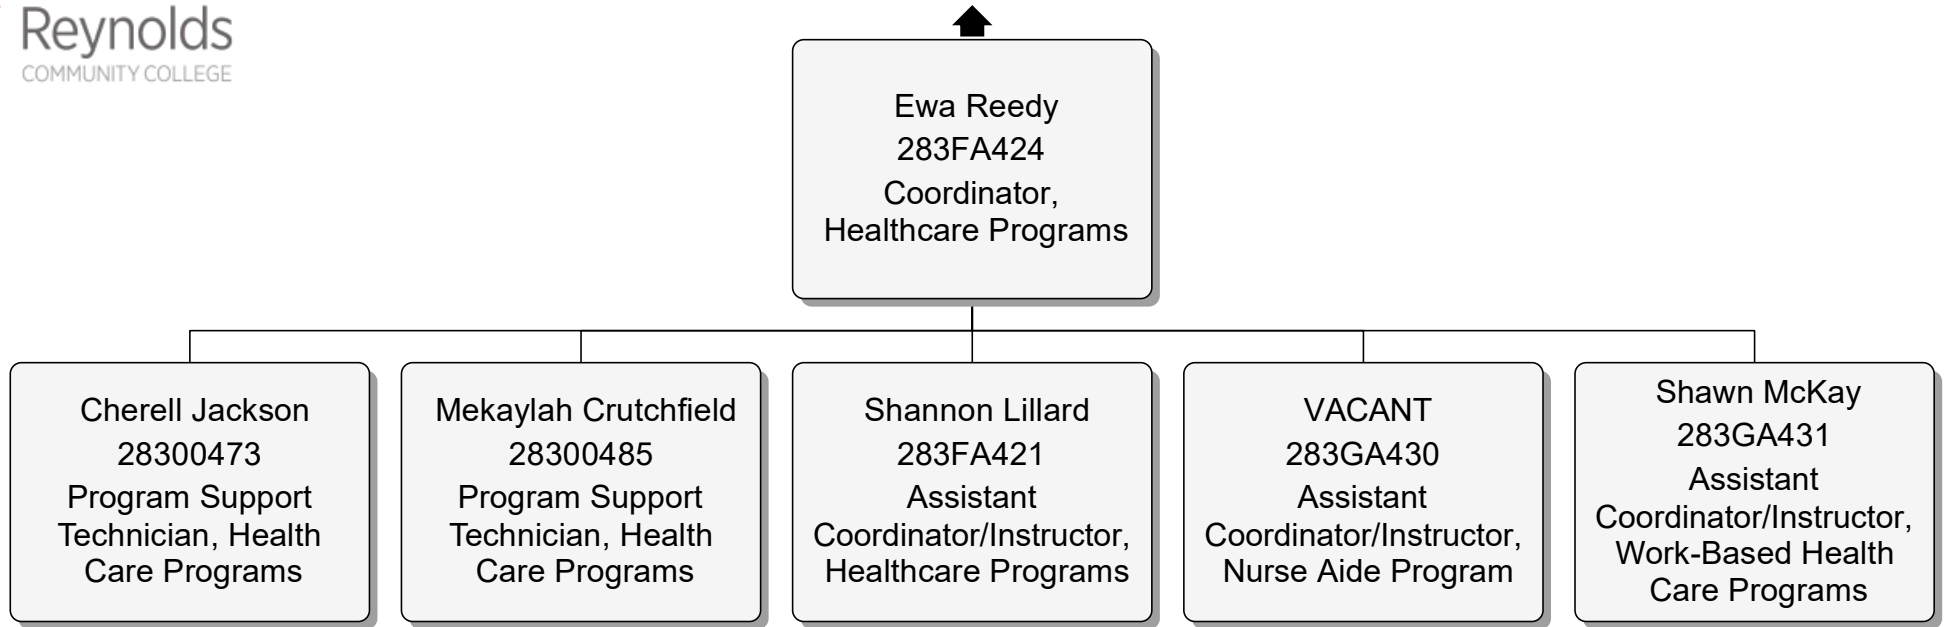 Reynolds
COMMUNITY COLLEGE
Ewa Reedy
283FA424
Coordinator,
Healthcare Programs
Cherell Jackson
28300473
Program Support
Technician, Health
Care Programs
Mekaylah Crutchfield
28300485
Program Support
Technician, Health
Care Programs
Shannon Lillard
283FA421
Assistant
Coordinator/Instructor,
Healthcare Programs
VACANT
283GA430
Assistant
Coordinator/Instructor,
Nurse Aide Program
Shawn McKay
283GA431
Assistant
Coordinator/Instructor,
Work-Based Health
Care Programs